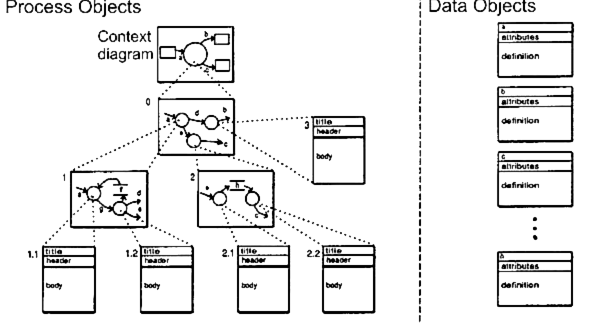 Process Objects
Data Objects
Context
diagram
b
a
c
0
a
d
b
e
c
3
title
header
body
1
a
f
d
g
e
2
e
h
c
1.1
title
header
body
1.2
title
header
body
2.1
title
header
body
2.2
title
header
body
a
attributes
definition
b
attributes
definition
c
attributes
definition
attributes
definition